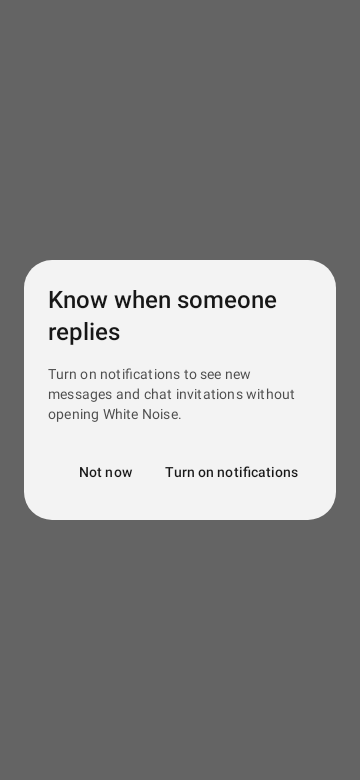 Know when someone
replies
Turn on notifications to see new
messages and chat invitations without
opening White Noise.
Not now
Turn on notifications